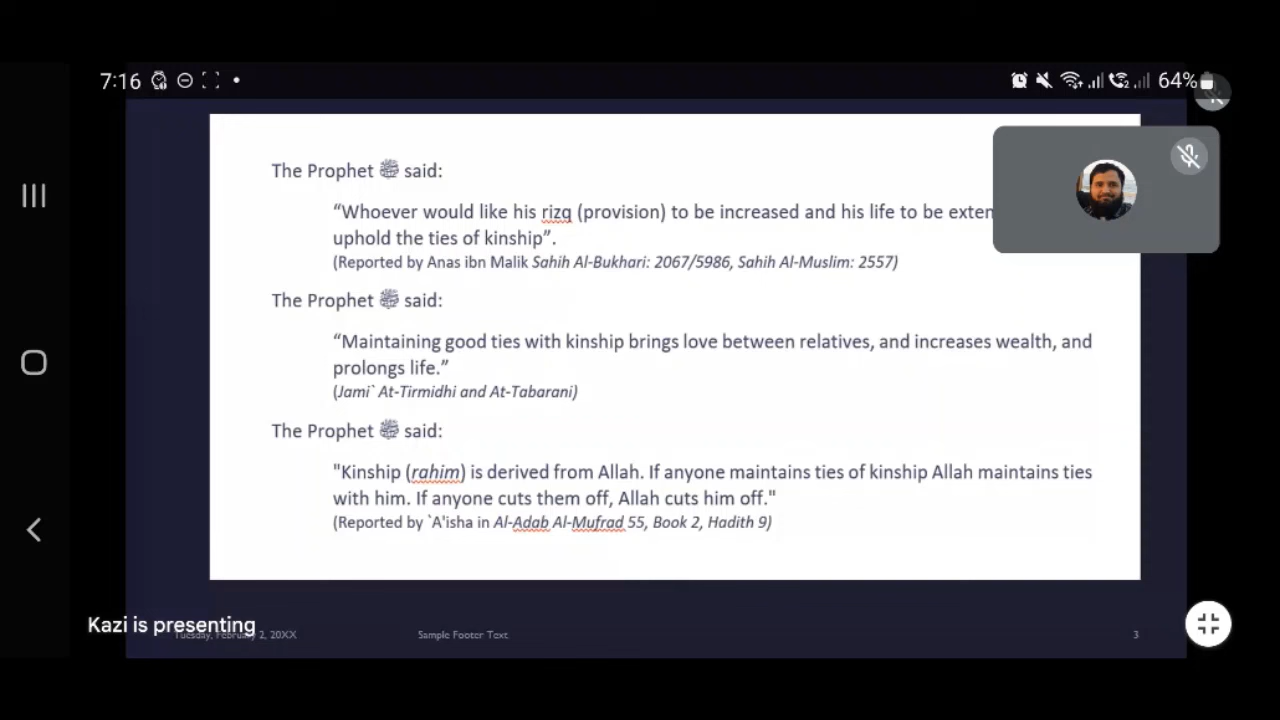 7:16
64%
The Prophet ﷺ said:
“Whoever would like his rizq (provision) to be increased and his life to be exten
uphold the ties of kinship”.
(Reported by Anas ibn Malik Sahih Al-Bukhari: 2067/5986, Sahih Al-Muslim: 2557)
The Prophet ﷺ said:
“Maintaining good ties with kinship brings love between relatives, and increases wealth, and
prolongs life.”
(Jami` At-Tirmidhi and At-Tabarani)
The Prophet ﷺ said:
"Kinship (rahim) is derived from Allah. If anyone maintains ties of kinship Allah maintains ties
with him. If anyone cuts them off, Allah cuts him off."
(Reported by `A'isha in Al-Adab Al-Mufrad 55, Book 2, Hadith 9)
Kazi is presenting
Tuesday, February 2, 20XX
Sample Footer Text
3